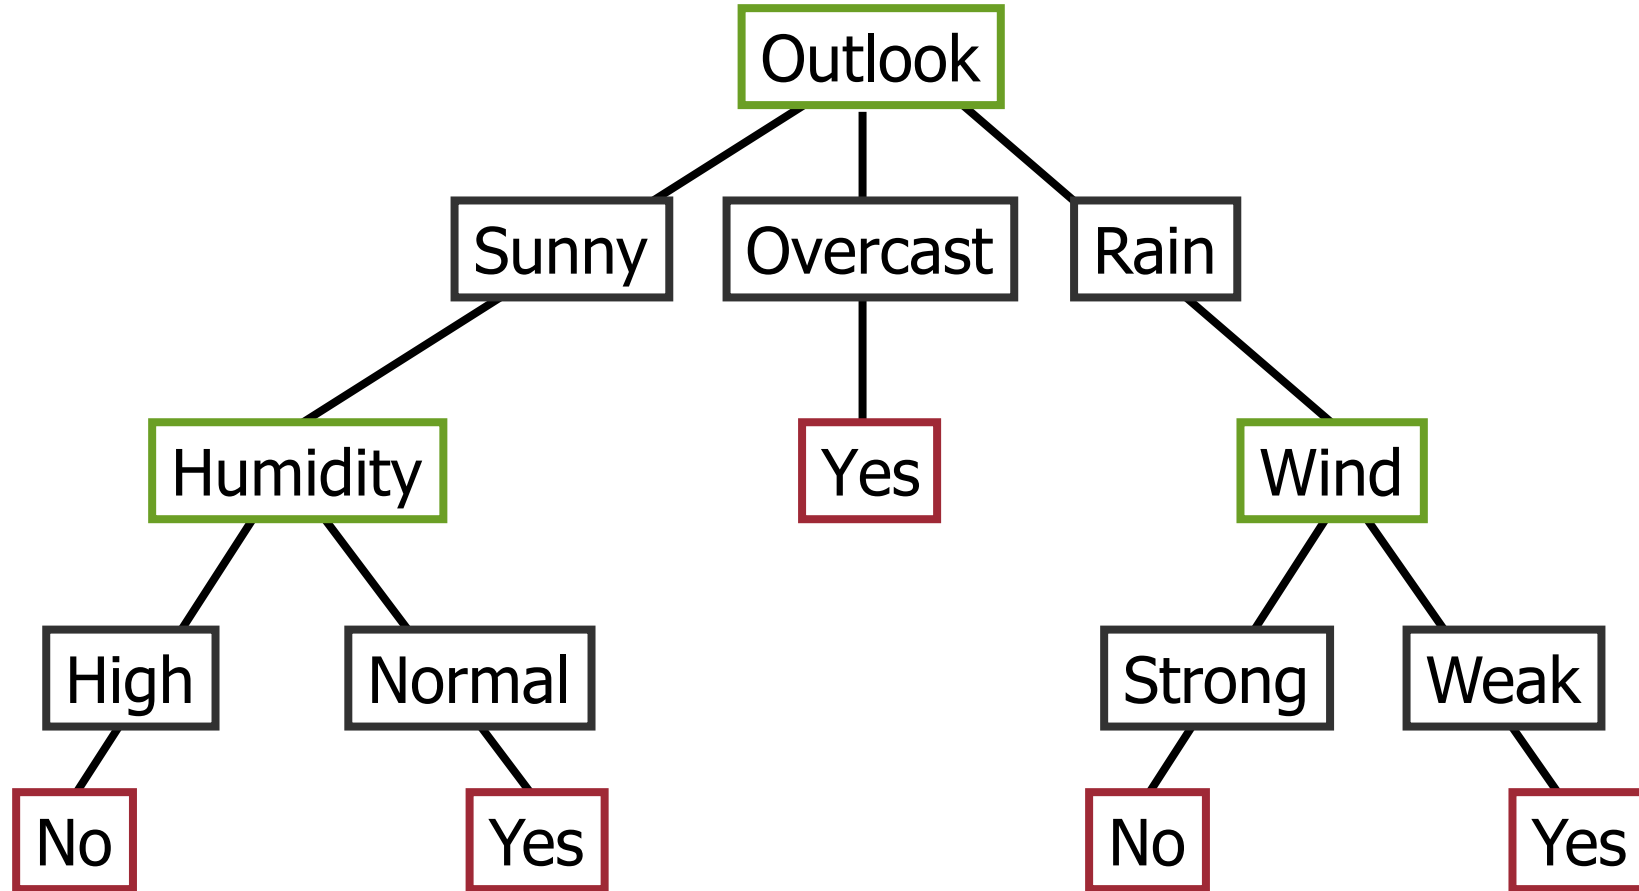 Outlook
Sunny Overcast Rain
Humidity Yes Wind
High Normal Strong Weak
No Yes No Yes